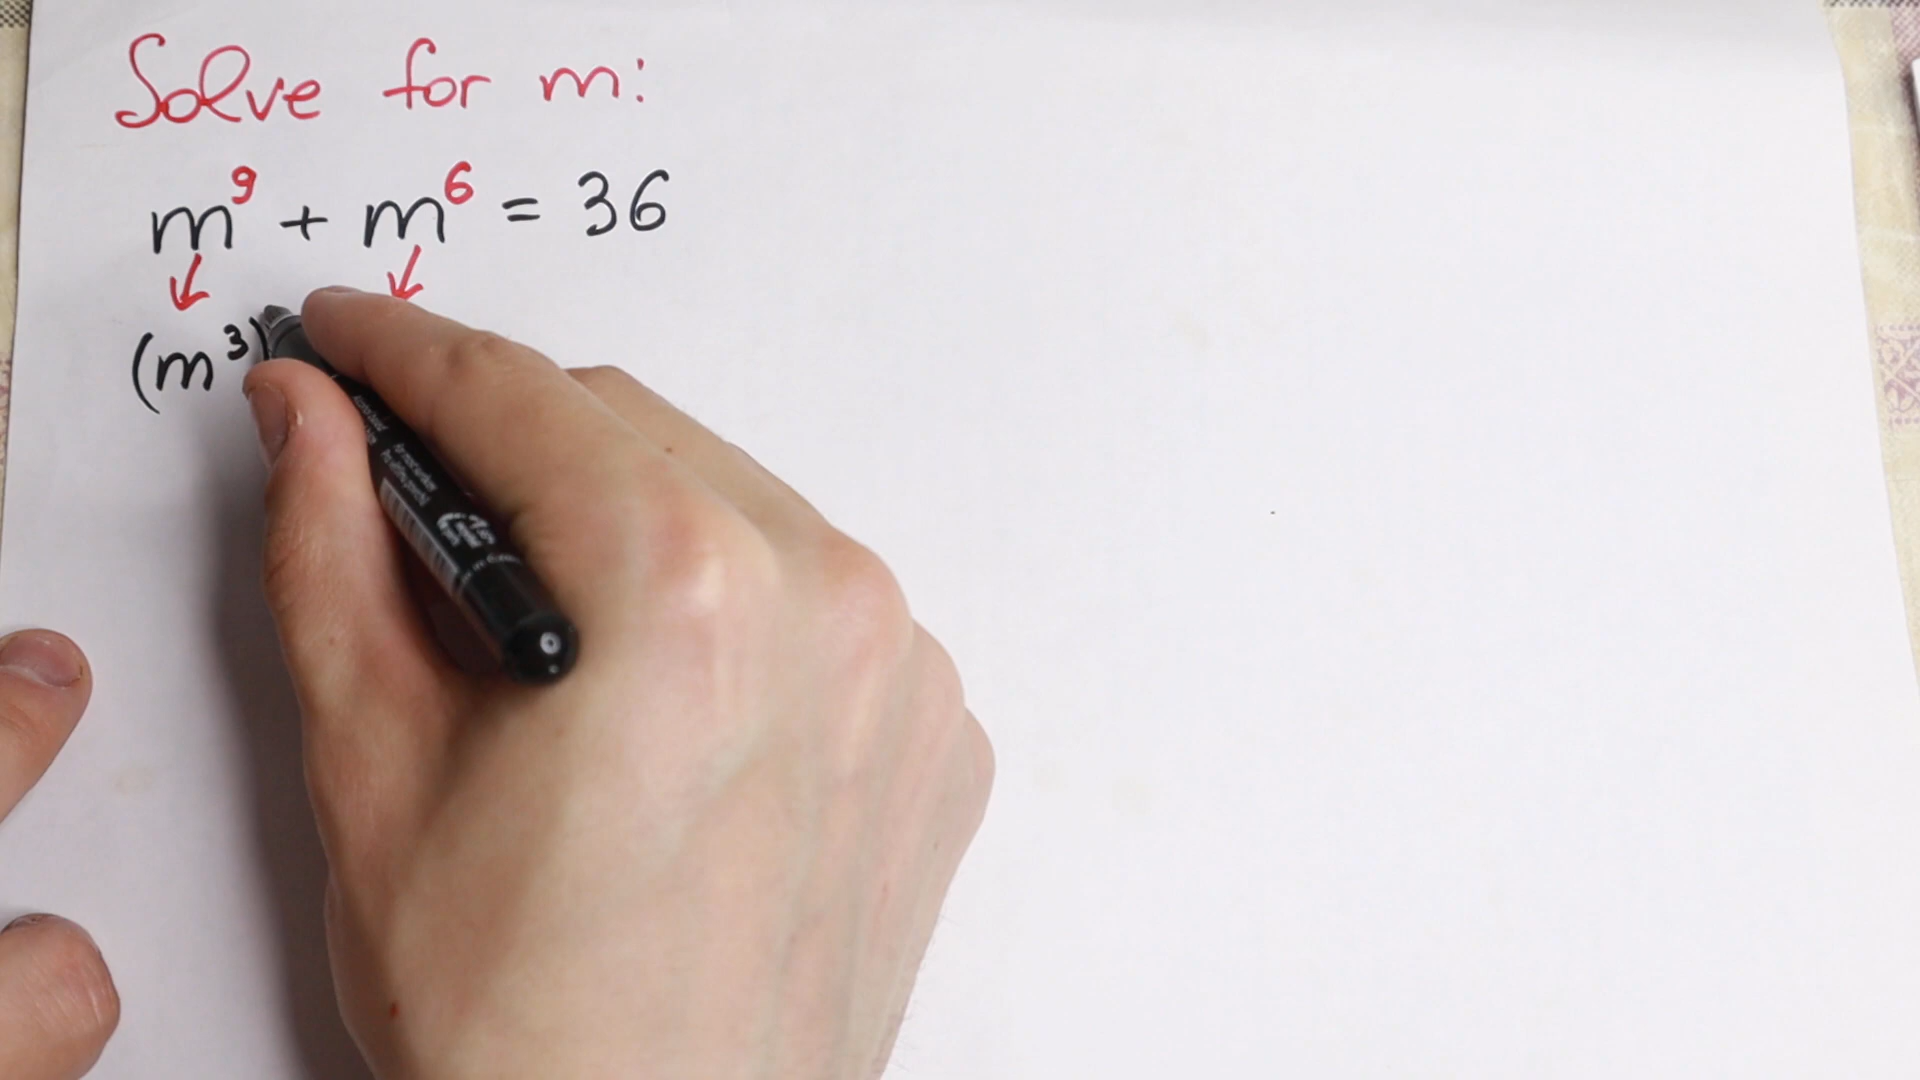 Solve for m:
m⁹ + m⁶ = 36
(m³)